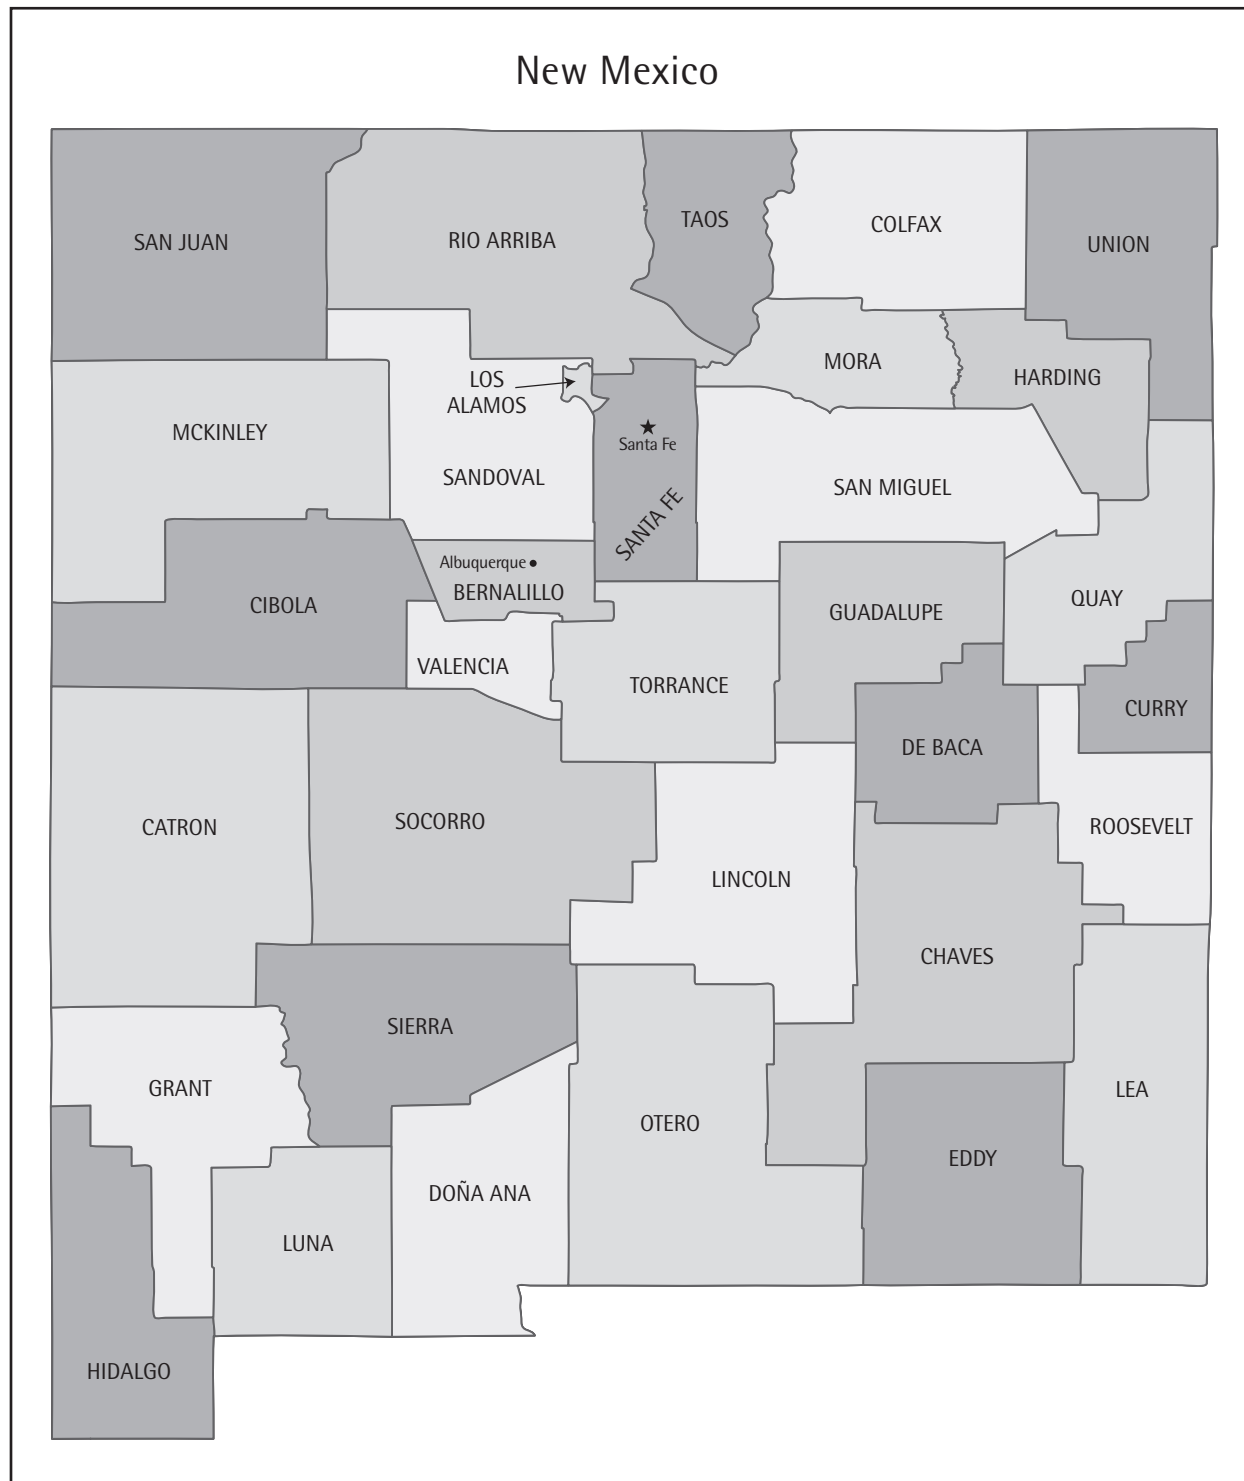 New Mexico
SAN JUAN
RIO ARRIBA
TAOS
COLFAX
UNION
LOS
ALAMOS
MORA
HARDING
MCKINLEY
SANDOVAL
Santa Fe
SANTA FE
SAN MIGUEL
CIBOLA
Albuquerque
BERNALILLO
GUADALUPE
QUAY
VALENCIA
TORRANCE
CURRY
DE BACA
CATRON
SOCORRO
ROOSEVELT
LINCOLN
CHAVES
SIERRA
GRANT
OTERO
LEA
EDDY
DOÑA ANA
LUNA
HIDALGO